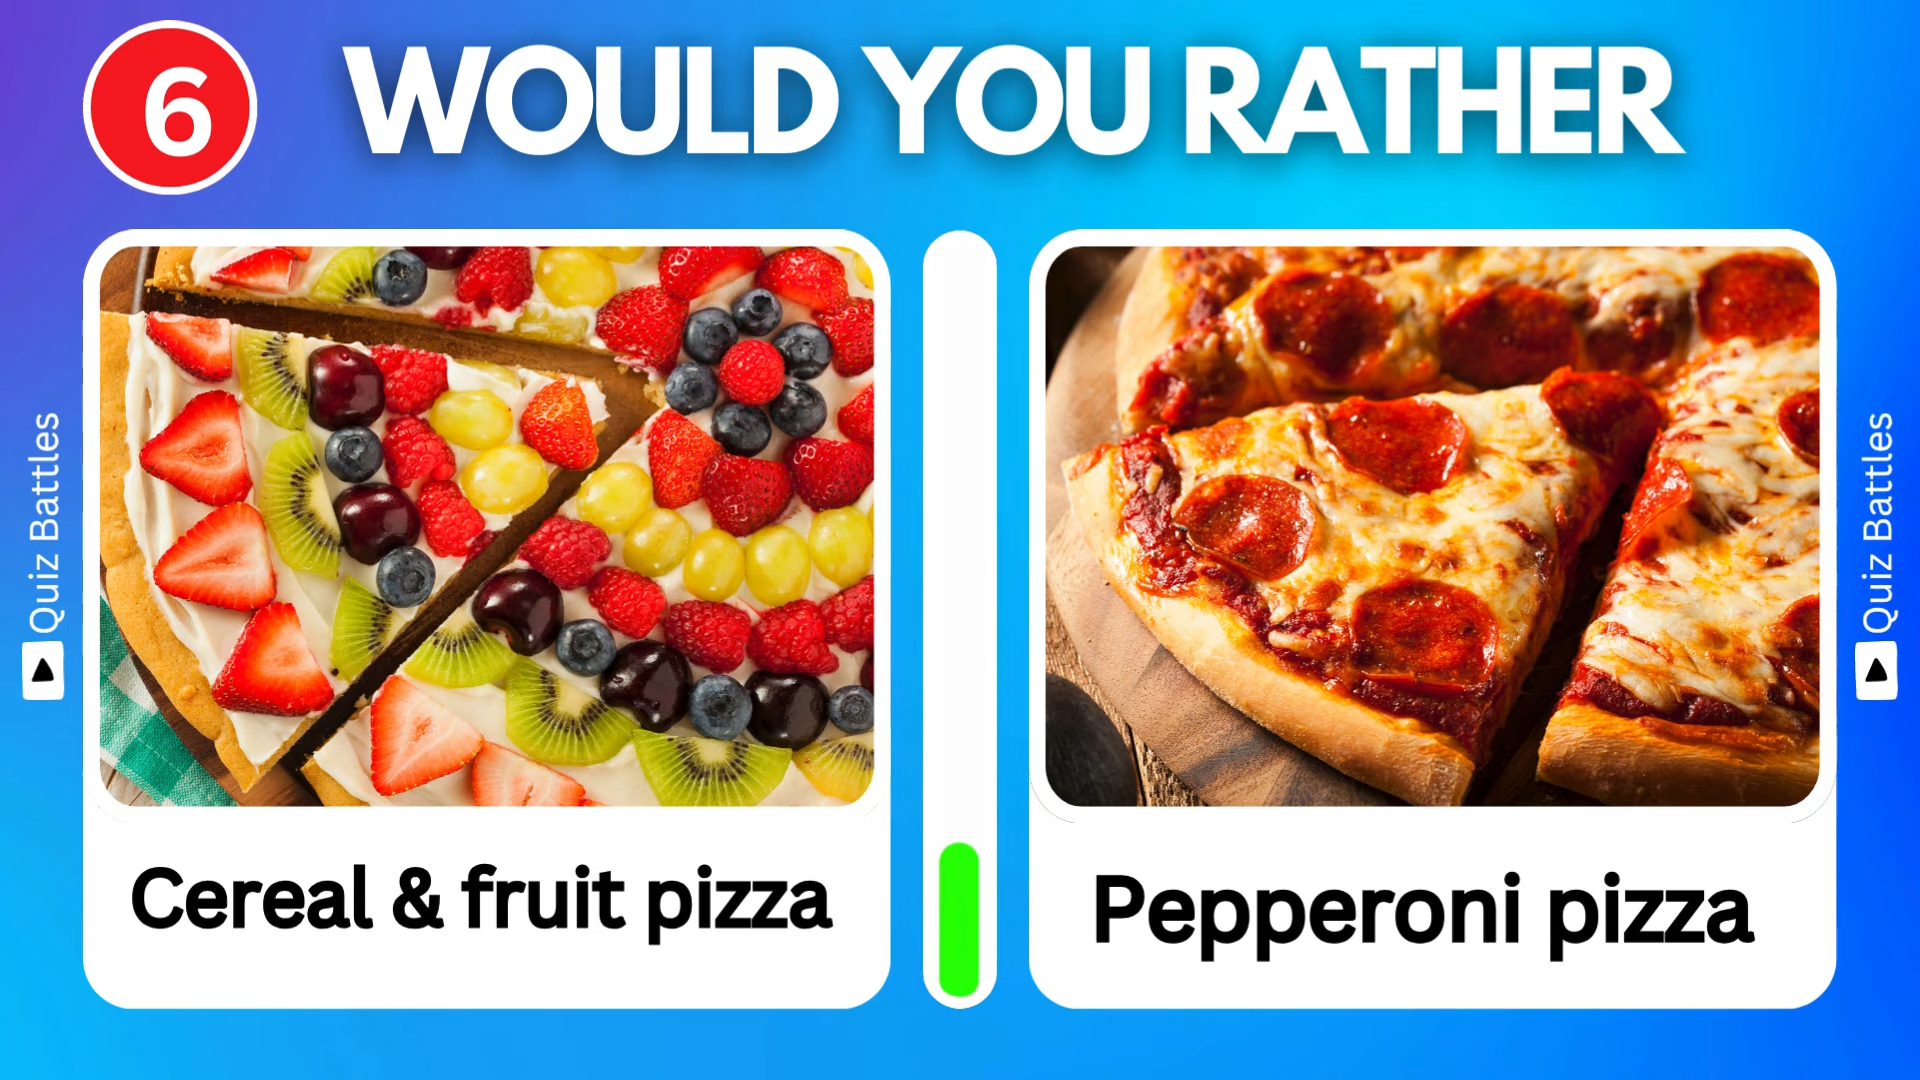 6
WOULD YOU RATHER
Quiz Battles
Cereal & fruit pizza
Pepperoni pizza
Quiz Battles